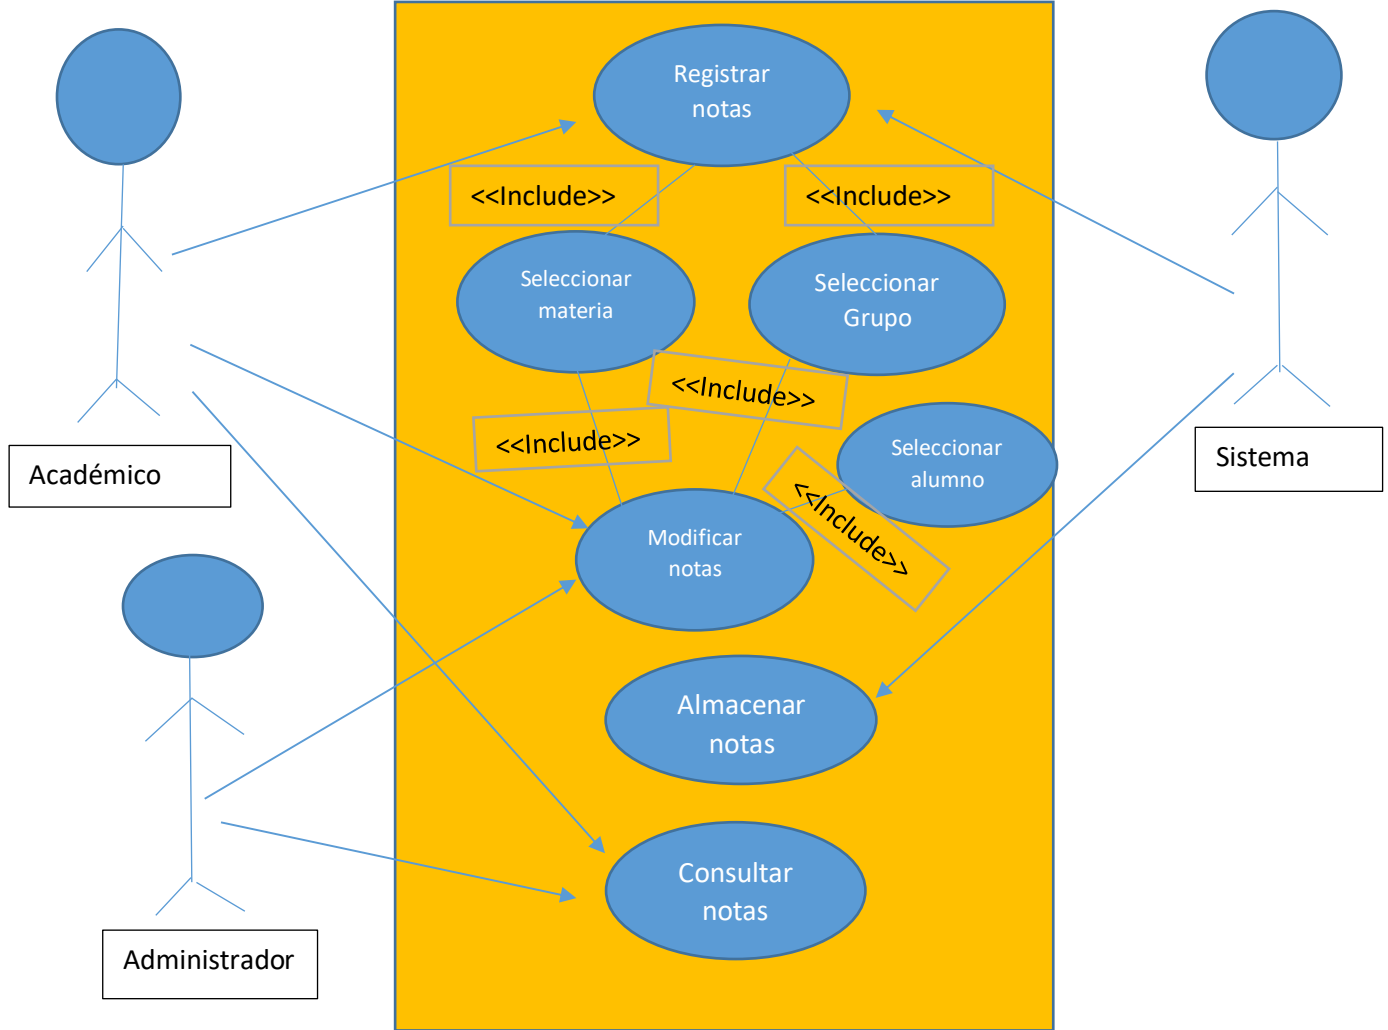 Registrar
notas
<<Include>>
<<Include>>
Seleccionar
materia
Seleccionar
Grupo
<<Include>>
<<Include>>
Seleccionar
alumno
<<Include>>
Académico
Sistema
Modificar
notas
Almacenar
notas
Consultar
notas
Administrador